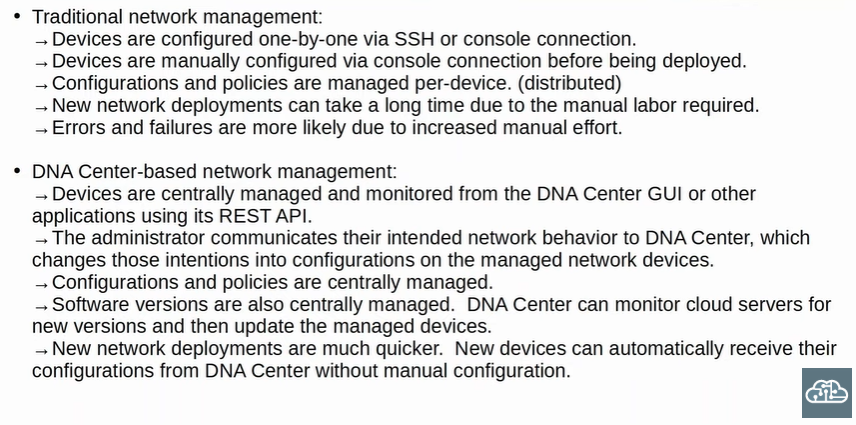 • Traditional network management:
→Devices are configured one-by-one via SSH or console connection.
→Devices are manually configured via console connection before being deployed.
→Configurations and policies are managed per-device. (distributed)
→New network deployments can take a long time due to the manual labor required.
→Errors and failures are more likely due to increased manual effort.
• DNA Center-based network management:
→Devices are centrally managed and monitored from the DNA Center GUI or other
applications using its REST API.
→The administrator communicates their intended network behavior to DNA Center, which
changes those intentions into configurations on the managed network devices.
→Configurations and policies are centrally managed.
→Software versions are also centrally managed.  DNA Center can monitor cloud servers for
new versions and then update the managed devices.
→New network deployments are much quicker.  New devices can automatically receive their
configurations from DNA Center without manual configuration.